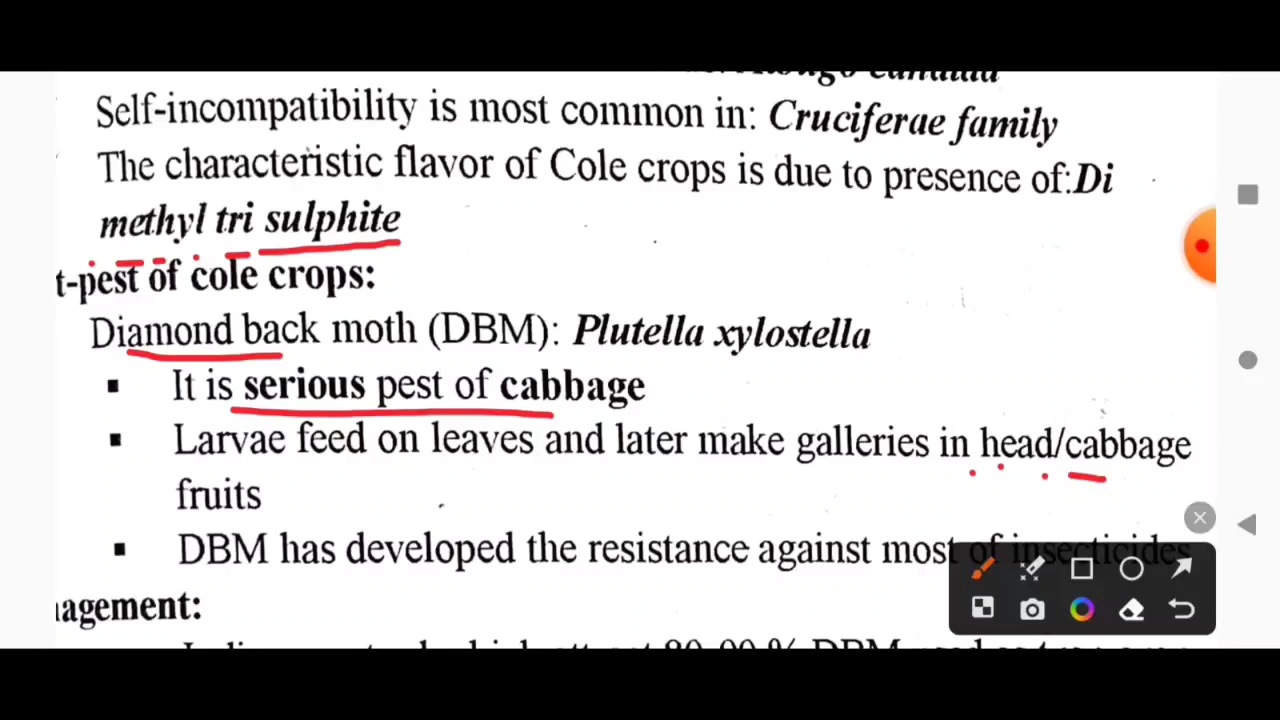 Albugo candida
Self-incompatibility is most common in: Cruciferae family
The characteristic flavor of Cole crops is due to presence of:Di
methyl tri sulphite
t-pest of cole crops:
Diamond back moth (DBM): Plutella xylostella
▪ It is serious pest of cabbage
▪ Larvae feed on leaves and later make galleries in head/cabbage
fruits
▪ DBM has developed the resistance against most of insecticides
agement: